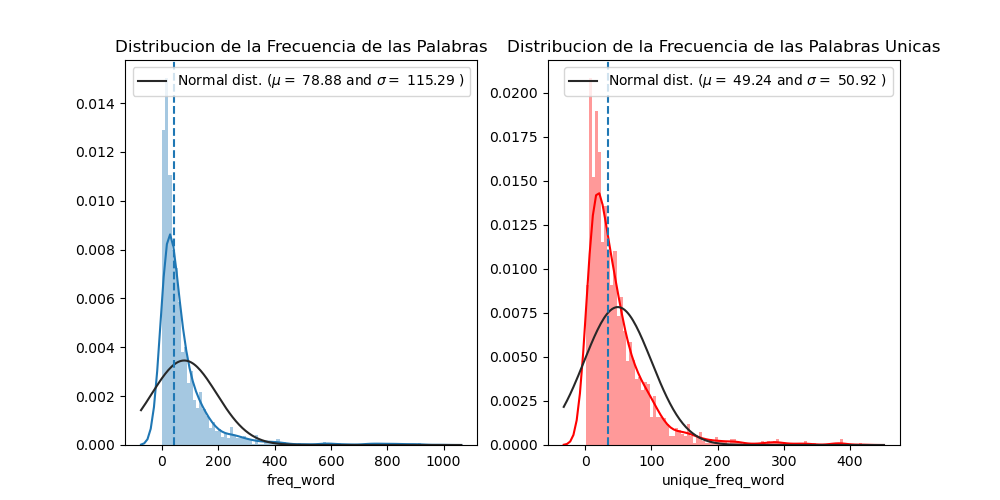 Distribucion de la Frecuencia de las Palabras
Normal dist. (μ = 78.88 and σ = 115.29 )
0.014
0.012
0.010
0.008
0.006
0.004
0.002
0.000
0 200 400 600 800 1000
freq_word
Distribucion de la Frecuencia de las Palabras Unicas
Normal dist. (μ = 49.24 and σ = 50.92 )
0.0200
0.0175
0.0150
0.0125
0.0100
0.0075
0.0050
0.0025
0.0000
0 100 200 300 400
unique_freq_word